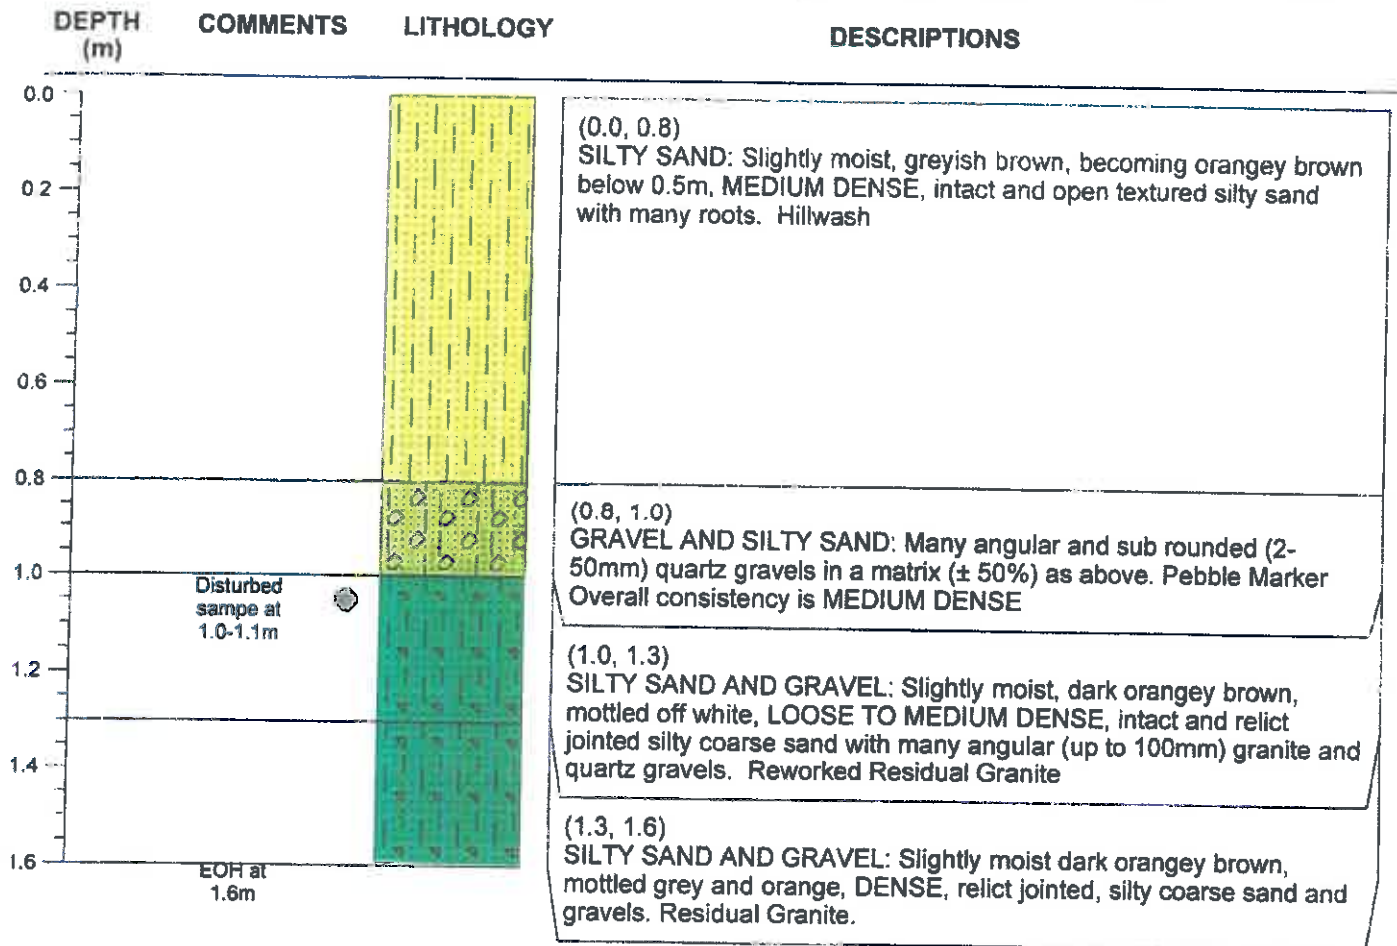 DEPTH
(m)
COMMENTS
LITHOLOGY
DESCRIPTIONS
0.0
0.2
0.4
0.6
0.8
1.0
1.2
1.4
1.6
Disturbed
sampe at
1.0-1.1m
EOH at
1.6m
(0.0, 0.8)
SILTY SAND: Slightly moist, greyish brown, becoming orangey brown
below 0.5m, MEDIUM DENSE, intact and open textured silty sand
with many roots. Hillwash
(0.8, 1.0)
GRAVEL AND SILTY SAND: Many angular and sub rounded (2-
50mm) quartz gravels in a matrix (± 50%) as above. Pebble Marker
Overall consistency is MEDIUM DENSE
(1.0, 1.3)
SILTY SAND AND GRAVEL: Slightly moist, dark orangey brown,
mottled off white, LOOSE TO MEDIUM DENSE, intact and relict
jointed silty coarse sand with many angular (up to 100mm) granite and
quartz gravels. Reworked Residual Granite
(1.3, 1.6)
SILTY SAND AND GRAVEL: Slightly moist dark orangey brown,
mottled grey and orange, DENSE, relict jointed, silty coarse sand and
gravels. Residual Granite.